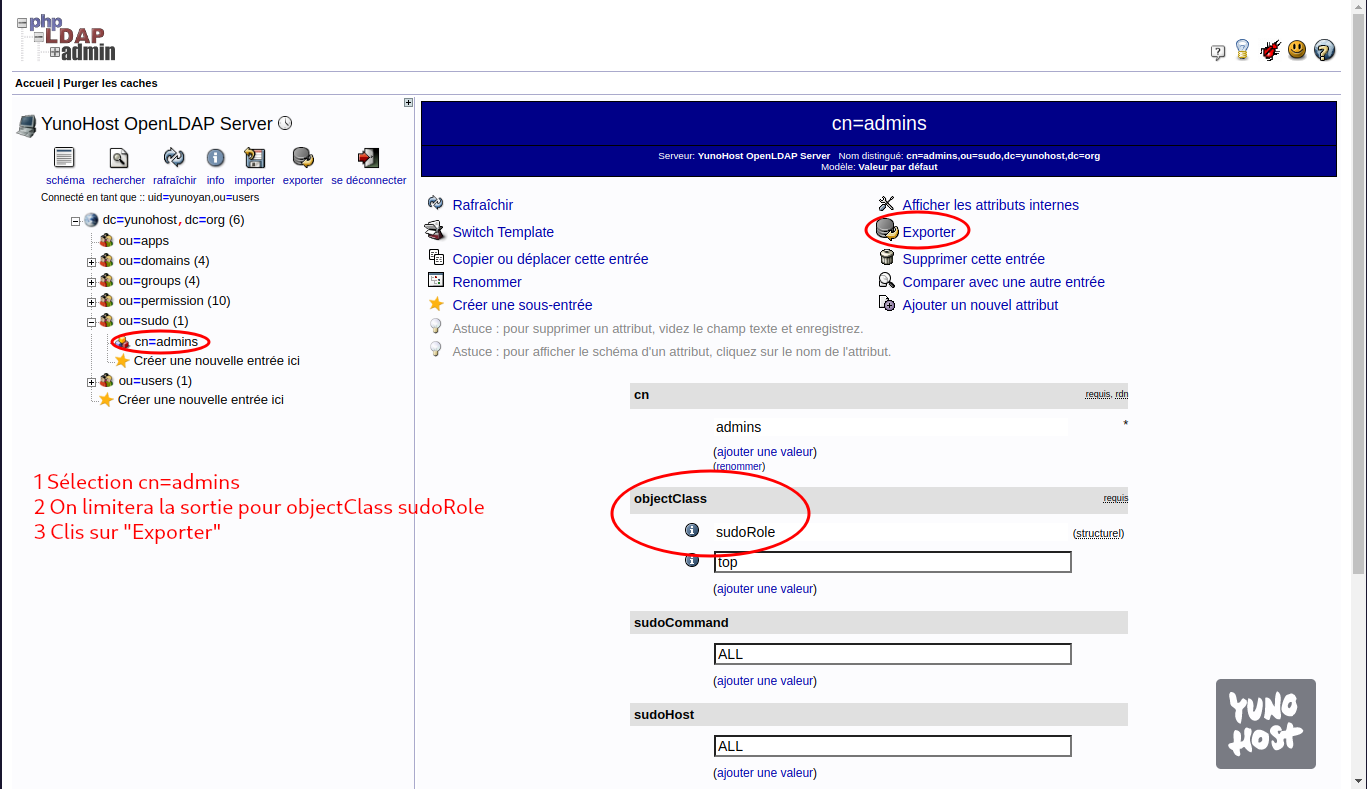 php
LDAP
admin
Accueil | Purger les caches
YunoHost OpenLDAP Server
schéma rechercher rafraîchir info importer exporter se déconnecter
Connecté en tant que :: uid=yunoyan,ou=users
dc=yunohost, dc=org (6)
ou=apps
ou=domains (4)
ou=groups (4)
ou=permission (10)
ou=sudo (1)
cn=admins
Créer une nouvelle entrée ici
ou=users (1)
Créer une nouvelle entrée ici
1 Sélection cn=admins
2 On limitera la sortie pour objectClass sudoRole
3 Clis sur "Exporter"
cn=admins
Serveur: YunoHost OpenLDAP Server Nom distingué: cn=admins,ou=sudo,dc=yunohost,dc=org
Modèle: Valeur par défaut
Rafraîchir
Afficher les attributs internes
Switch Template
Exporter
Copier ou déplacer cette entrée
Supprimer cette entrée
Renommer
Comparer avec une autre entrée
Créer une sous-entrée
Ajouter un nouvel attribut
Astuce : pour supprimer un attribut, videz le champ texte et enregistrez.
Astuce : pour afficher le schéma d'un attribut, cliquez sur le nom de l'attribut.
cn requis, rdn
admins *
(ajouter une valeur)
(renommer)
objectClass requis
sudoRole (structurel)
top
(ajouter une valeur)
sudoCommand
ALL
(ajouter une valeur)
sudoHost
ALL
(ajouter une valeur)
YUNO
HOST